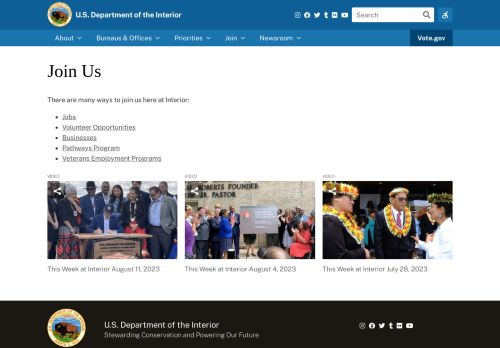 U.S. Department of the Interior
Search
About
Bureaus & Offices
Priorities
Join
Newsroom
Vote.gov
Join Us
There are many ways to join us here at Interior:
Jobs
Volunteer Opportunities
Businesses
Pathways Program
Veterans Employment Programs
VIDEO
VIDEO
VIDEO
ROBERTS FOUNDER
JR. PASTOR
This Week at Interior August 11, 2023
This Week at Interior August 4, 2023
This Week at Interior July 28, 2023
U.S. Department of the Interior
Stewarding Conservation and Powering Our Future